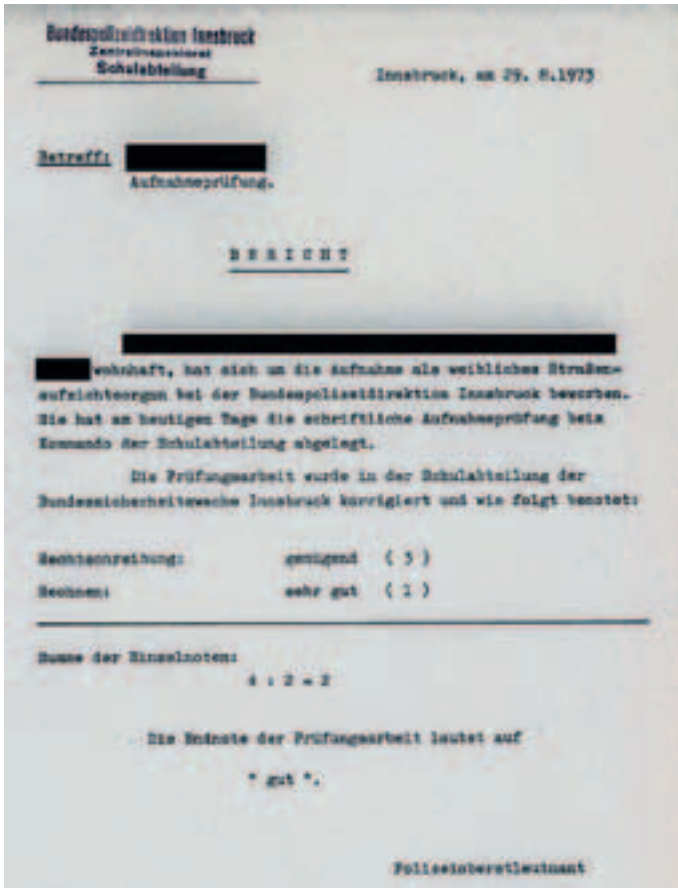 Bundespolizeidirektion Innsbruck
Zentralinspektorat
Schulabteilung
Innsbruck, am 29. 8.1973
Betreff:
Aufnahmeprüfung.
B E R I C H T
wohnhaft, hat sich um die Aufnahme als weibliches Straßen-
aufsichtsorgan bei der Bundespolizeidirektion Innsbruck beworben.
Sie hat am heutigen Tage die schriftliche Aufnahmeprüfung beim
Kommando der Schulabteilung abgelegt.
Die Prüfungsarbeit wurde in der Schulabteilung der
Bundessicherheitswache Innsbruck korrigiert und wie folgt benotet:
Rechtschreibung: genügend ( 3 )
Rechnen: sehr gut ( 1 )
Summe der Einzelnoten:
4 : 2 = 2
Die Endnote der Prüfungsarbeit lautet auf
" gut ".
Polizeioberstleutnant